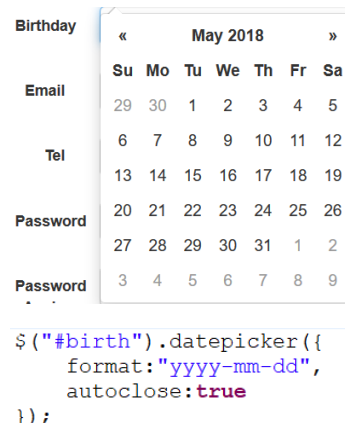 Birthday
« May 2018 »
Su Mo Tu We Th Fr Sa
29 30 1 2 3 4 5
Email
6 7 8 9 10 11 12
Tel
13 14 15 16 17 18 19
Password
20 21 22 23 24 25 26
27 28 29 30 31 1 2
Password
3 4 5 6 7 8 9
$("#birth").datepicker({
    format:"yyyy-mm-dd",
    autoclose:true
});